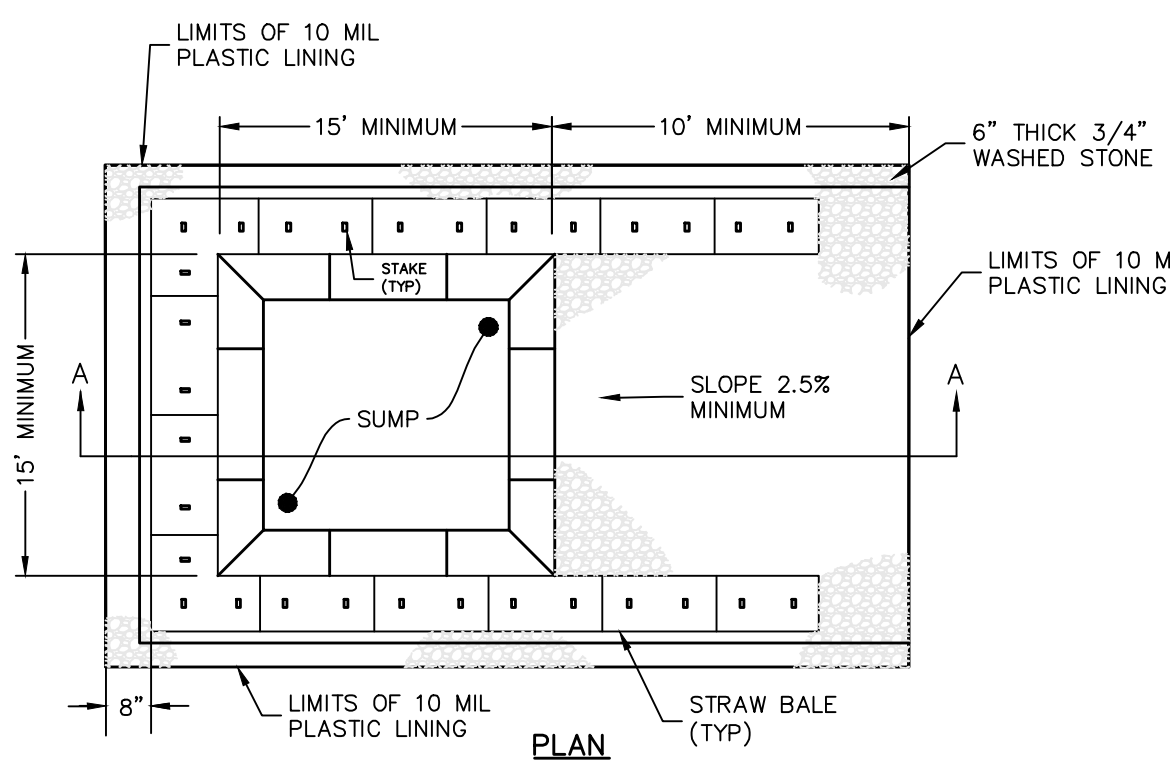 LIMITS OF 10 MIL
PLASTIC LINING
15' MINIMUM
10' MINIMUM
6" THICK 3/4"
WASHED STONE
STAKE
(TYP)
LIMITS OF 10 M
PLASTIC LINING
15' MINIMUM
A
A
SLOPE 2.5%
MINIMUM
SUMP
8"
LIMITS OF 10 MIL
PLASTIC LINING
STRAW BALE
(TYP)
PLAN